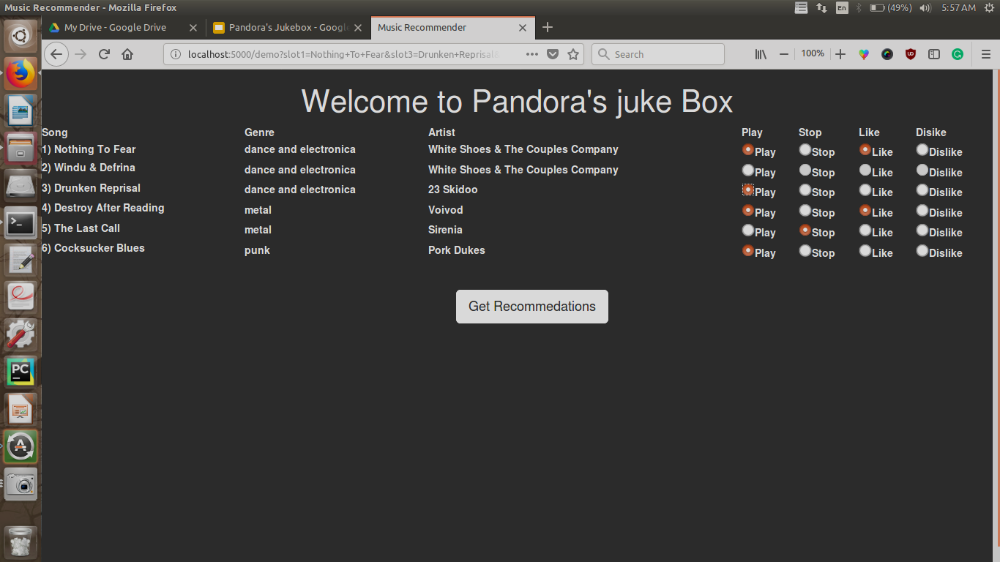 Music Recommender - Mozilla Firefox
En (49%) 5:57 AM
My Drive - Google Drive Pandora's Jukebox - Google Music Recommender
localhost:5000/demo?slot1=Nothing+To+Fear&slot3=Drunken+Reprisal& Search 100%
Welcome to Pandora's juke Box
Song Genre Artist Play Stop Like Disike
1) Nothing To Fear dance and electronica White Shoes & The Couples Company Play Stop Like Dislike
2) Windu & Defrina dance and electronica White Shoes & The Couples Company Play Stop Like Dislike
3) Drunken Reprisal dance and electronica 23 Skidoo Play Stop Like Dislike
4) Destroy After Reading metal Voivod Play Stop Like Dislike
5) The Last Call metal Sirenia Play Stop Like Dislike
6) Cocksucker Blues punk Pork Dukes Play Stop Like Dislike
Get Recommedations
PC